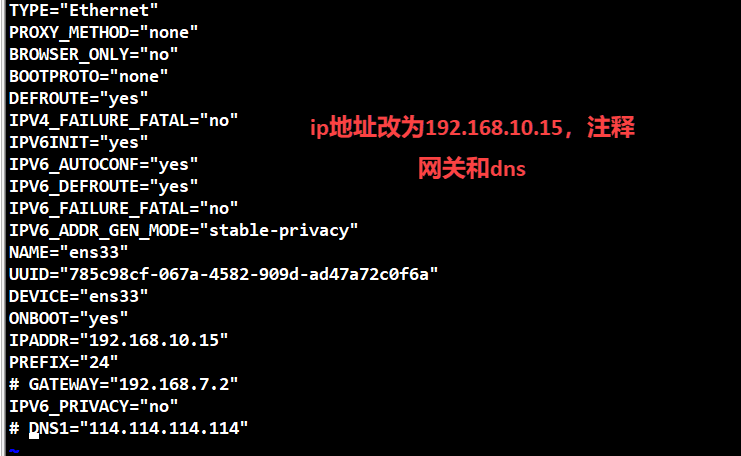 TYPE="Ethernet"
PROXY_METHOD="none"
BROWSER_ONLY="no"
BOOTPROTO="none"
DEFROUTE="yes"
IPV4_FAILURE_FATAL="no"
IPV6INIT="yes"
IPV6_AUTOCONF="yes"
IPV6_DEFROUTE="yes"
IPV6_FAILURE_FATAL="no"
IPV6_ADDR_GEN_MODE="stable-privacy"
NAME="ens33"
UUID="785c98cf-067a-4582-909d-ad47a72c0f6a"
DEVICE="ens33"
ONBOOT="yes"
IPADDR="192.168.10.15"
PREFIX="24"
# GATEWAY="192.168.7.2"
IPV6_PRIVACY="no"
# DNS1="114.114.114.114"
~
ip地址改为192.168.10.15，注释
网关和dns